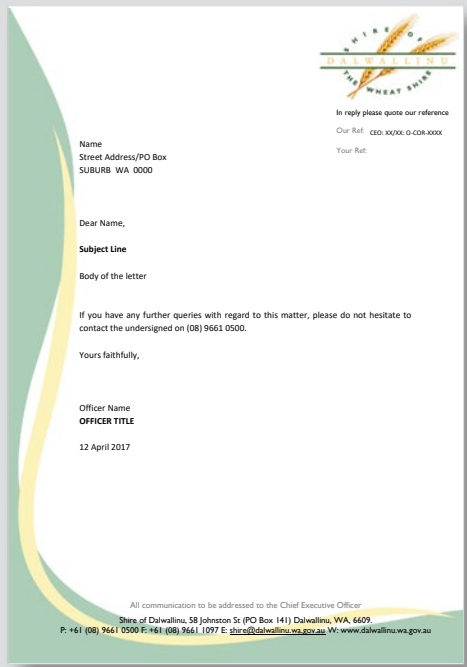 SHIRE OF
DALWALLINU
THE WHEAT SHIRE
In reply please quote our reference
Our Ref: CEO: XX/XX: O-COR-XXXX
Your Ref:
Name
Street Address/PO Box
SUBURB WA 0000
Dear Name,
Subject Line
Body of the letter
If you have any further queries with regard to this matter, please do not hesitate to
contact the undersigned on (08) 9661 0500.
Yours faithfully,
Officer Name
OFFICER TITLE
12 April 2017
All communication to be addressed to the Chief Executive Officer
Shire of Dalwallinu, 58 Johnston St (PO Box 141) Dalwallinu, WA, 6609.
P: +61 (08) 9661 0500 F: +61 (08) 9661 1097 E: shire@dalwallinu.wa.gov.au W: www.dalwallinu.wa.gov.au